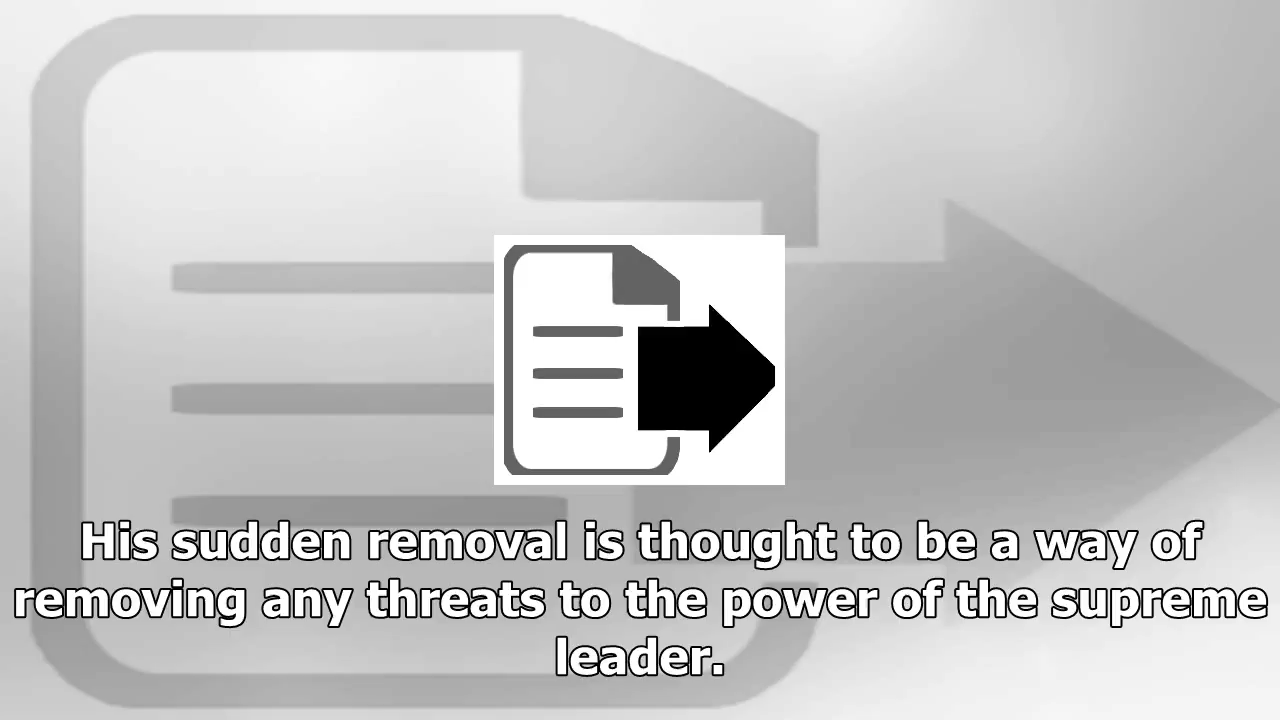 His sudden removal is thought to be a way of
removing any threats to the power of the supreme
leader.